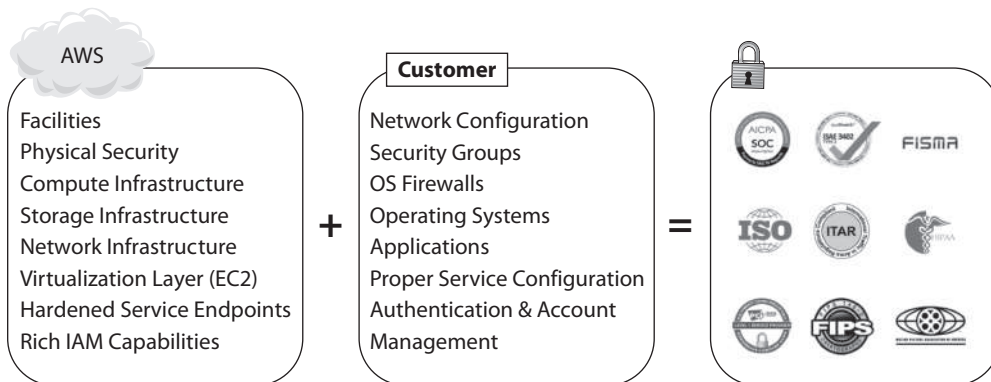 AWS
Facilities
Physical Security
Compute Infrastructure
Storage Infrastructure
Network Infrastructure
Virtualization Layer (EC2)
Hardened Service Endpoints
Rich IAM Capabilities
+
Customer
Network Configuration
Security Groups
OS Firewalls
Operating Systems
Applications
Proper Service Configuration
Authentication & Account
Management
=
AICPA
SOC
ISAE 3402
FISMA
ISO
ITAR
HIPAA
FIPS